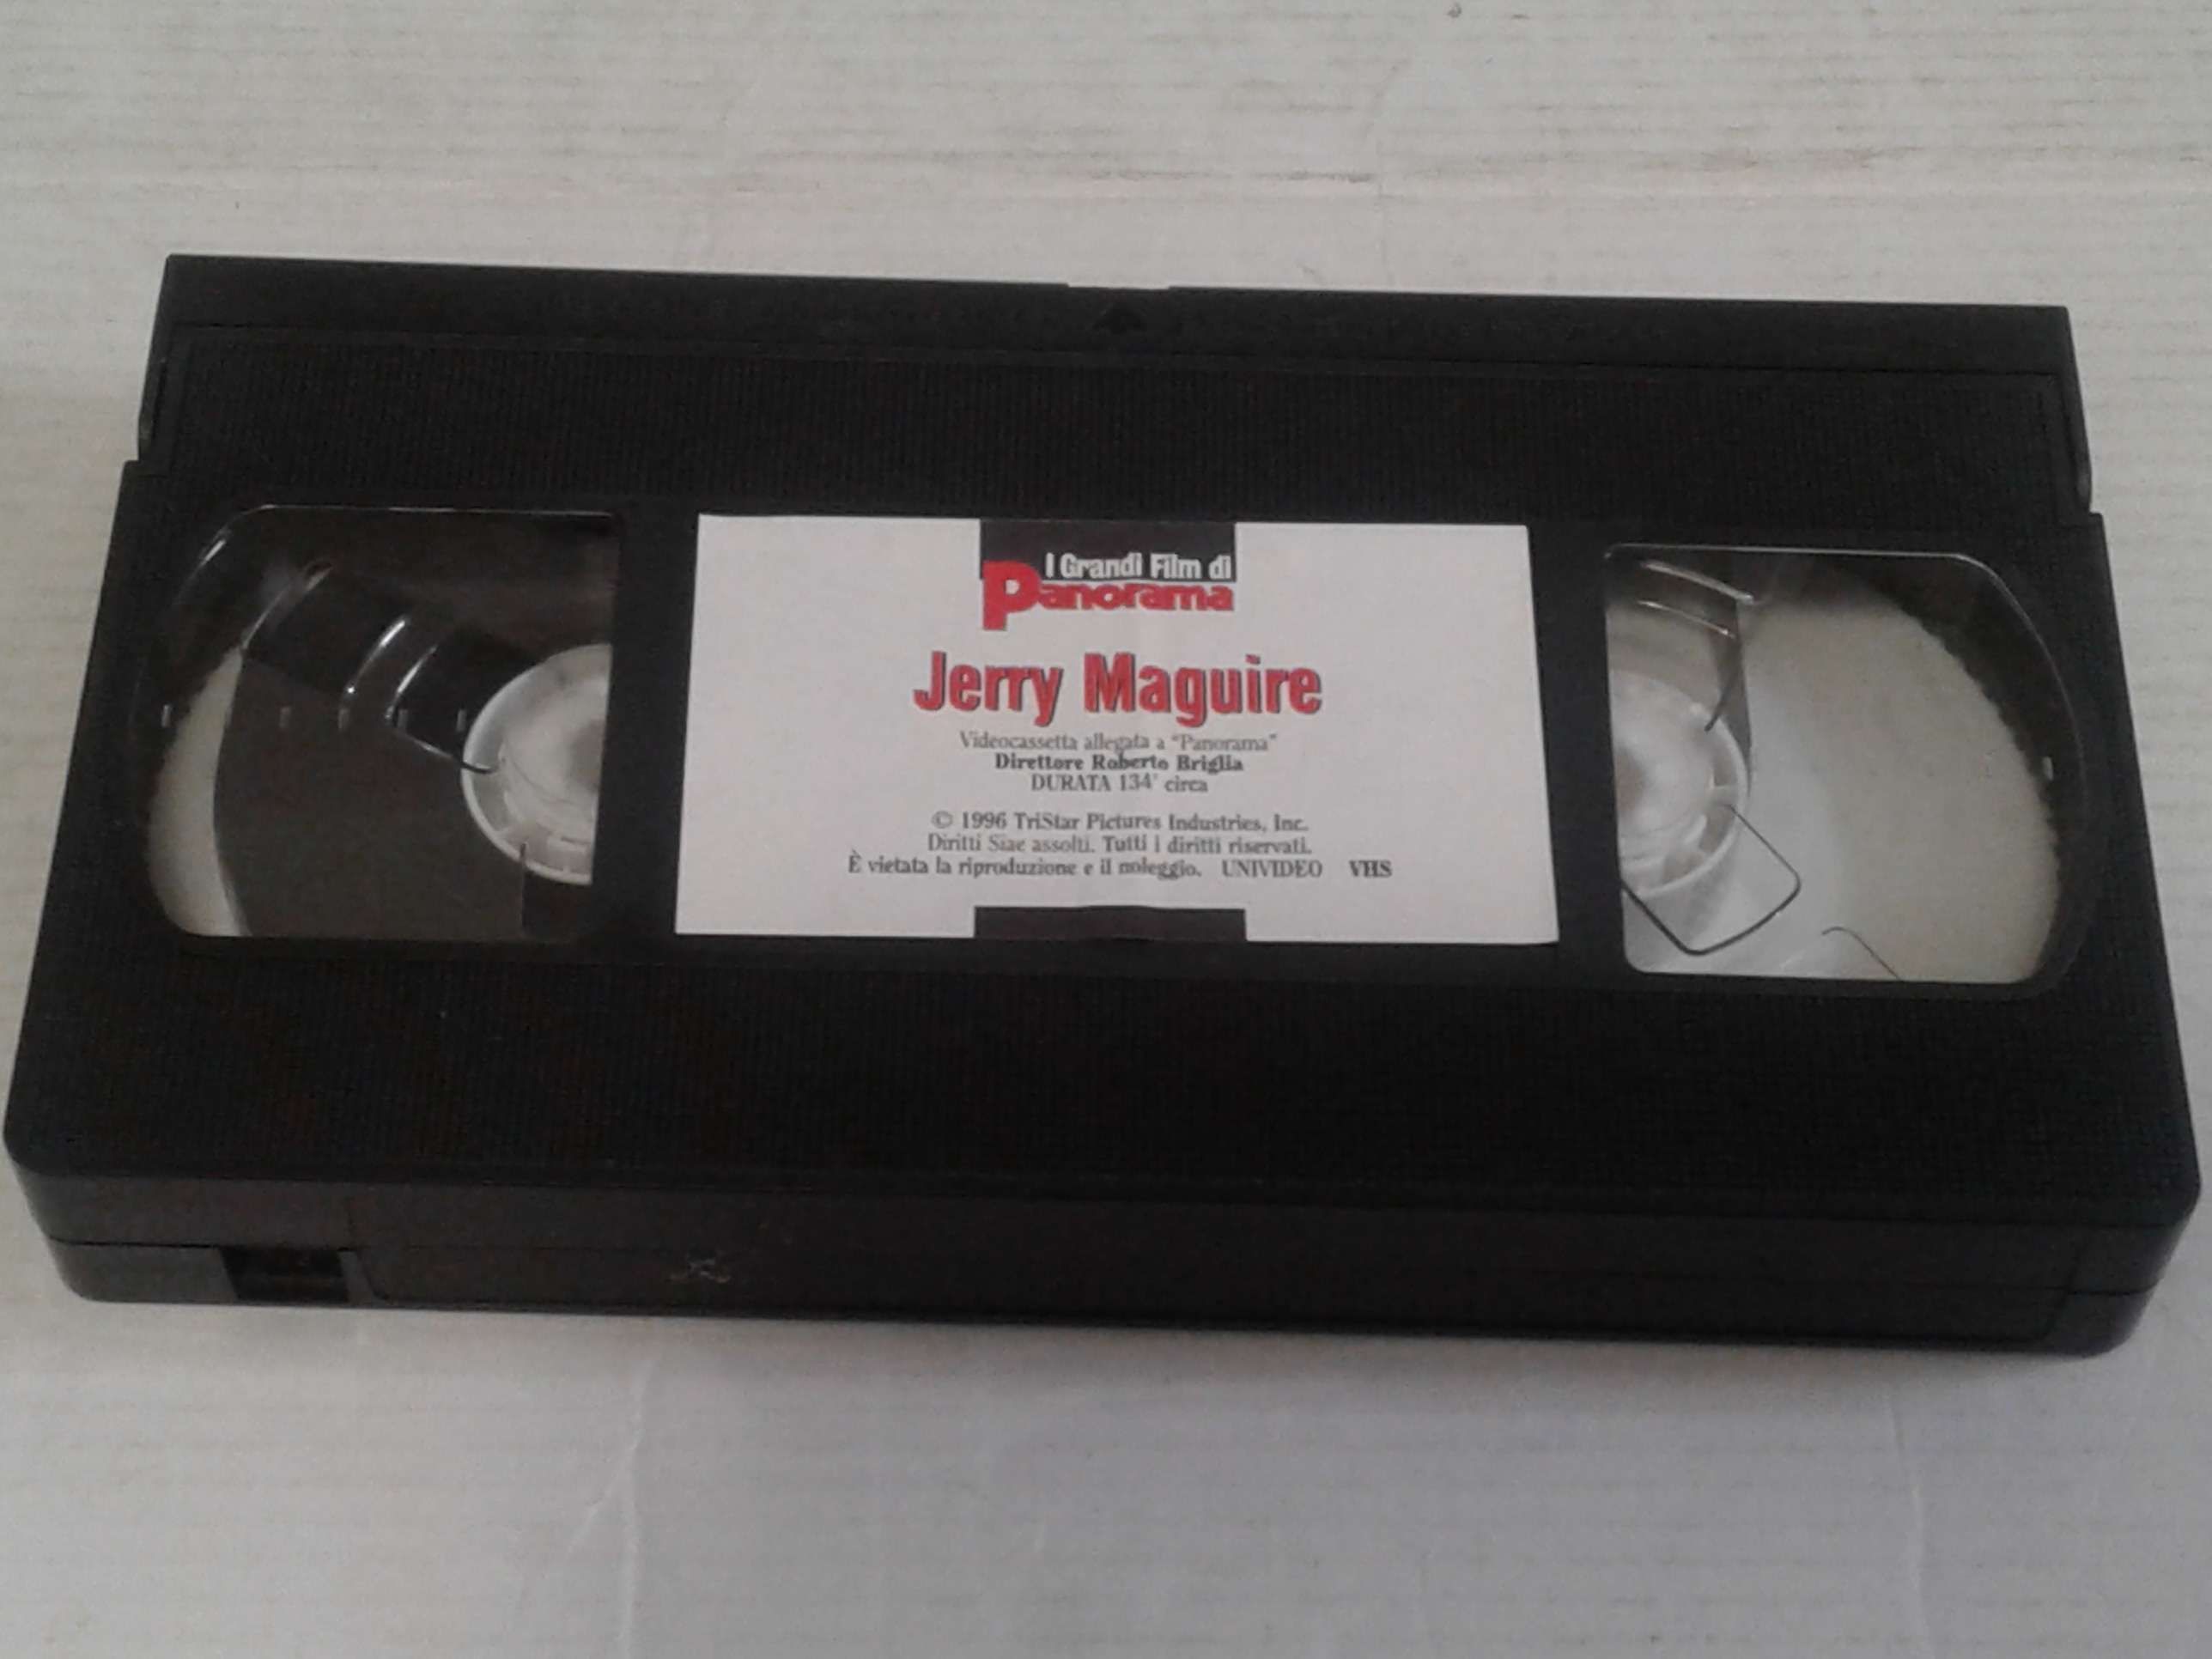 I Grandi Film di
Panorama
Jerry Maguire
Videocassetta allegata a "Panorama"
Direttore Roberto Briglia
DURATA 134' circa
© 1996 TriStar Pictures Industries, Inc.
Diritti Siae assolti. Tutti i diritti riservati.
È vietata la riproduzione e il noleggio. UNIVIDEO VHS